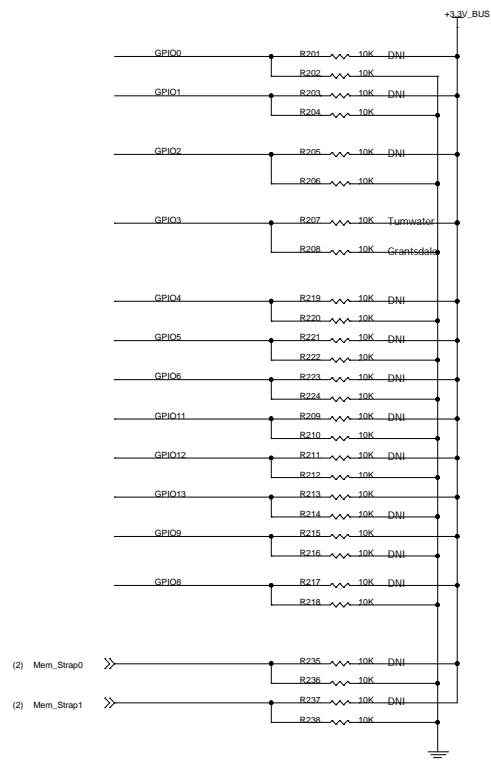 +3.3V_BUS
GPIO0 R201 10K DNI
R202 10K
GPIO1 R203 10K DNI
R204 10K
GPIO2 R205 10K DNI
R206 10K
GPIO3 R207 10K Tumwater
R208 10K Grantsdale
GPIO4 R219 10K DNI
R220 10K
GPIO5 R221 10K DNI
R222 10K
GPIO6 R223 10K DNI
R224 10K
GPIO11 R209 10K DNI
R210 10K
GPIO12 R211 10K DNI
R212 10K
GPIO13 R213 10K
R214 10K DNI
GPIO9 R215 10K
R216 10K DNI
GPIO8 R217 10K DNI
R218 10K
(2) Mem_Strap0 R235 10K DNI
R236 10K
(2) Mem_Strap1 R237 10K DNI
R238 10K